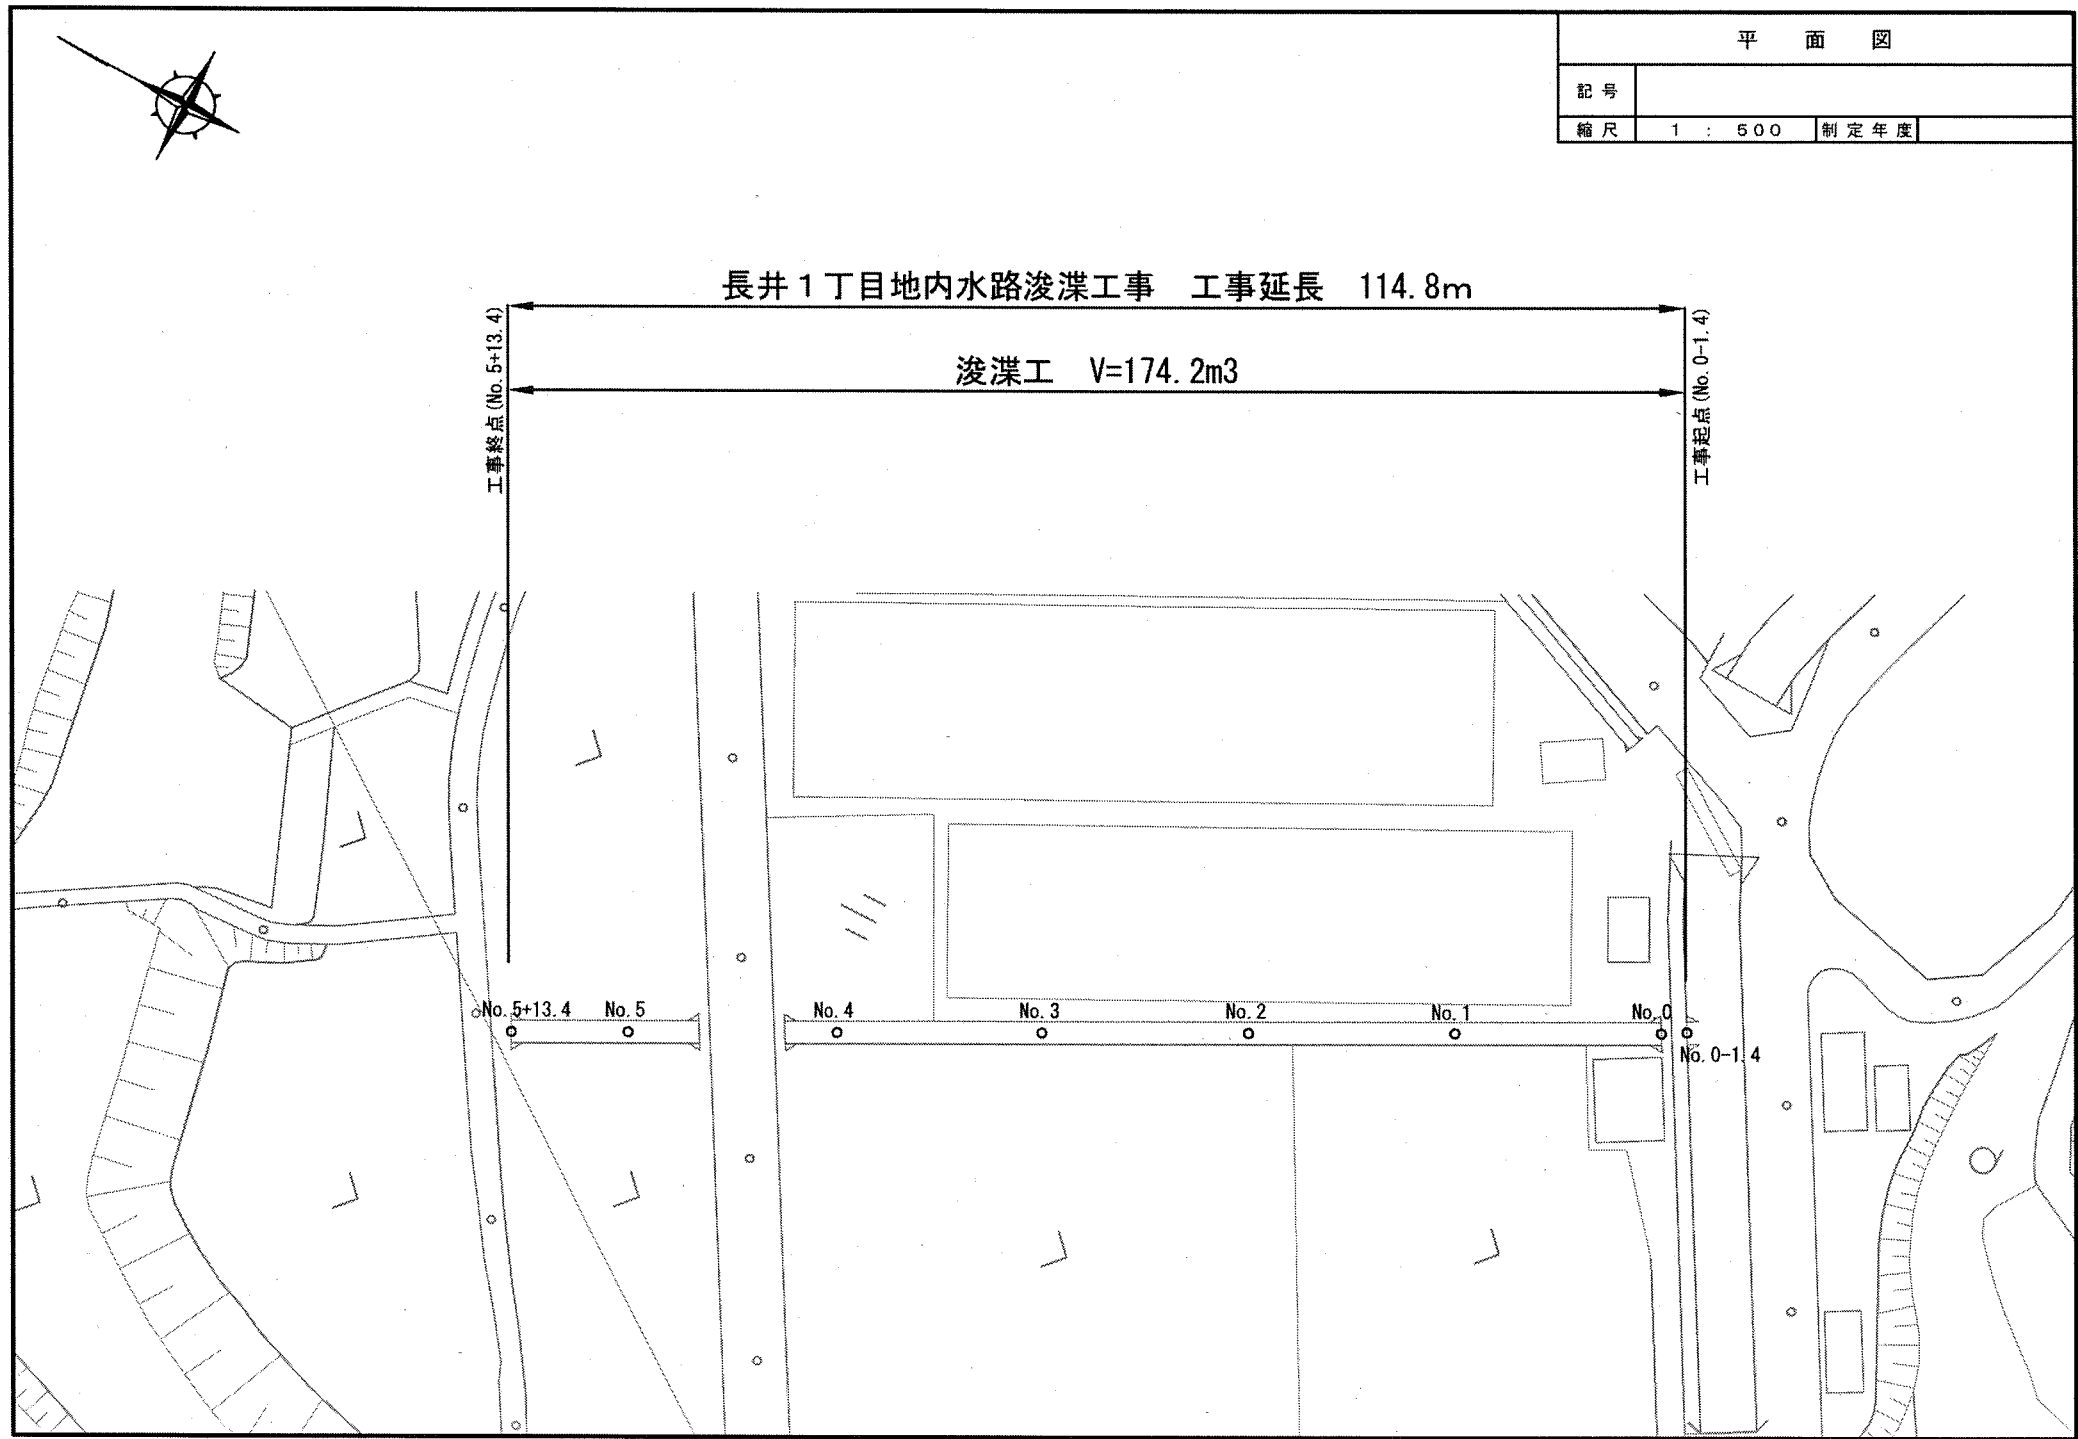 平 面 図
記 号
縮 尺 1 : 500 制 定 年 度
長井1丁目地内水路浚渫工事 工事延長 114.8m
浚渫工 V=174.2m3
工事終点(No.5+13.4)
工事起点(No.0-1.4)
No.5+13.4 No.5 No.4 No.3 No.2 No.1 No.0
No.0-1.4